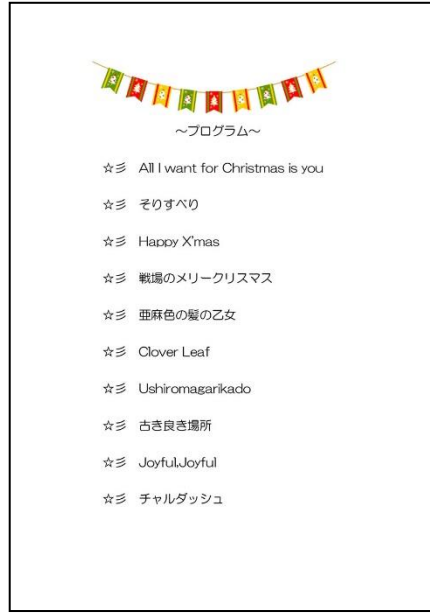 ～プログラム～
☆彡 All I want for Christmas is you
☆彡 そりすべり
☆彡 Happy X'mas
☆彡 戦場のメリークリスマス
☆彡 亜麻色の髪の乙女
☆彡 Clover Leaf
☆彡 Ushiromagarikado
☆彡 古き良き場所
☆彡 Joyful,Joyful
☆彡 チャルダッシュ